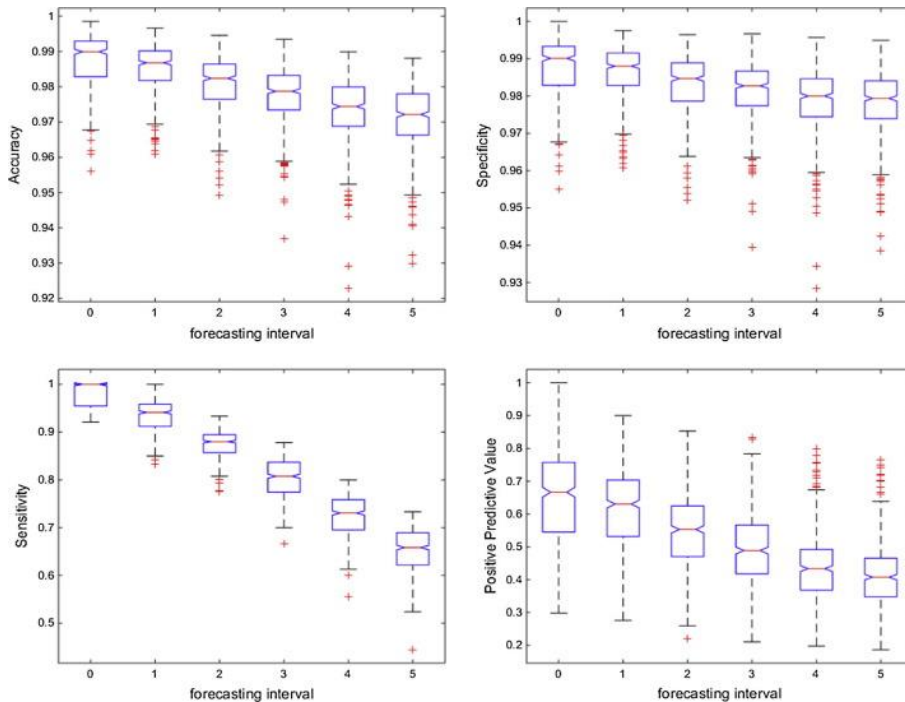 Accuracy
1
0.99
0.98
0.97
0.96
0.95
0.94
0.93
0.92
0 1 2 3 4 5
forecasting interval
Specificity
1
0.99
0.98
0.97
0.96
0.95
0.94
0.93
0 1 2 3 4 5
forecasting interval
Sensitivity
1
0.9
0.8
0.7
0.6
0.5
0 1 2 3 4 5
forecasting interval
Positive Predictive Value
1
0.9
0.8
0.7
0.6
0.5
0.4
0.3
0.2
0 1 2 3 4 5
forecasting interval